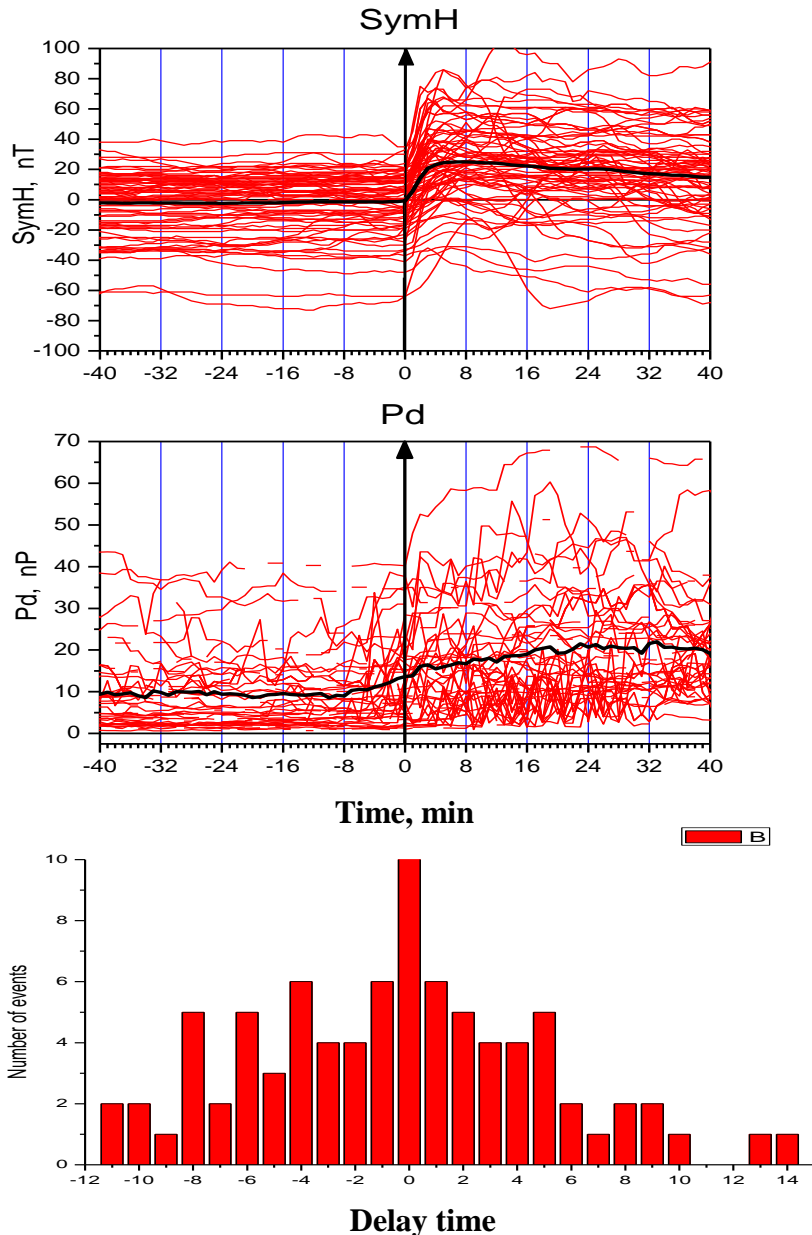 SymH
SymH, nT
100
80
60
40
20
0
-20
-40
-60
-80
-100
-40 -32 -24 -16 -8 0 8 16 24 32 40
Pd
Pd, nP
70
60
50
40
30
20
10
0
-40 -32 -24 -16 -8 0 8 16 24 32 40
Time, min
B
Number of events
10
8
6
4
2
0
-12 -10 -8 -6 -4 -2 0 2 4 6 8 10 12 14
Delay time